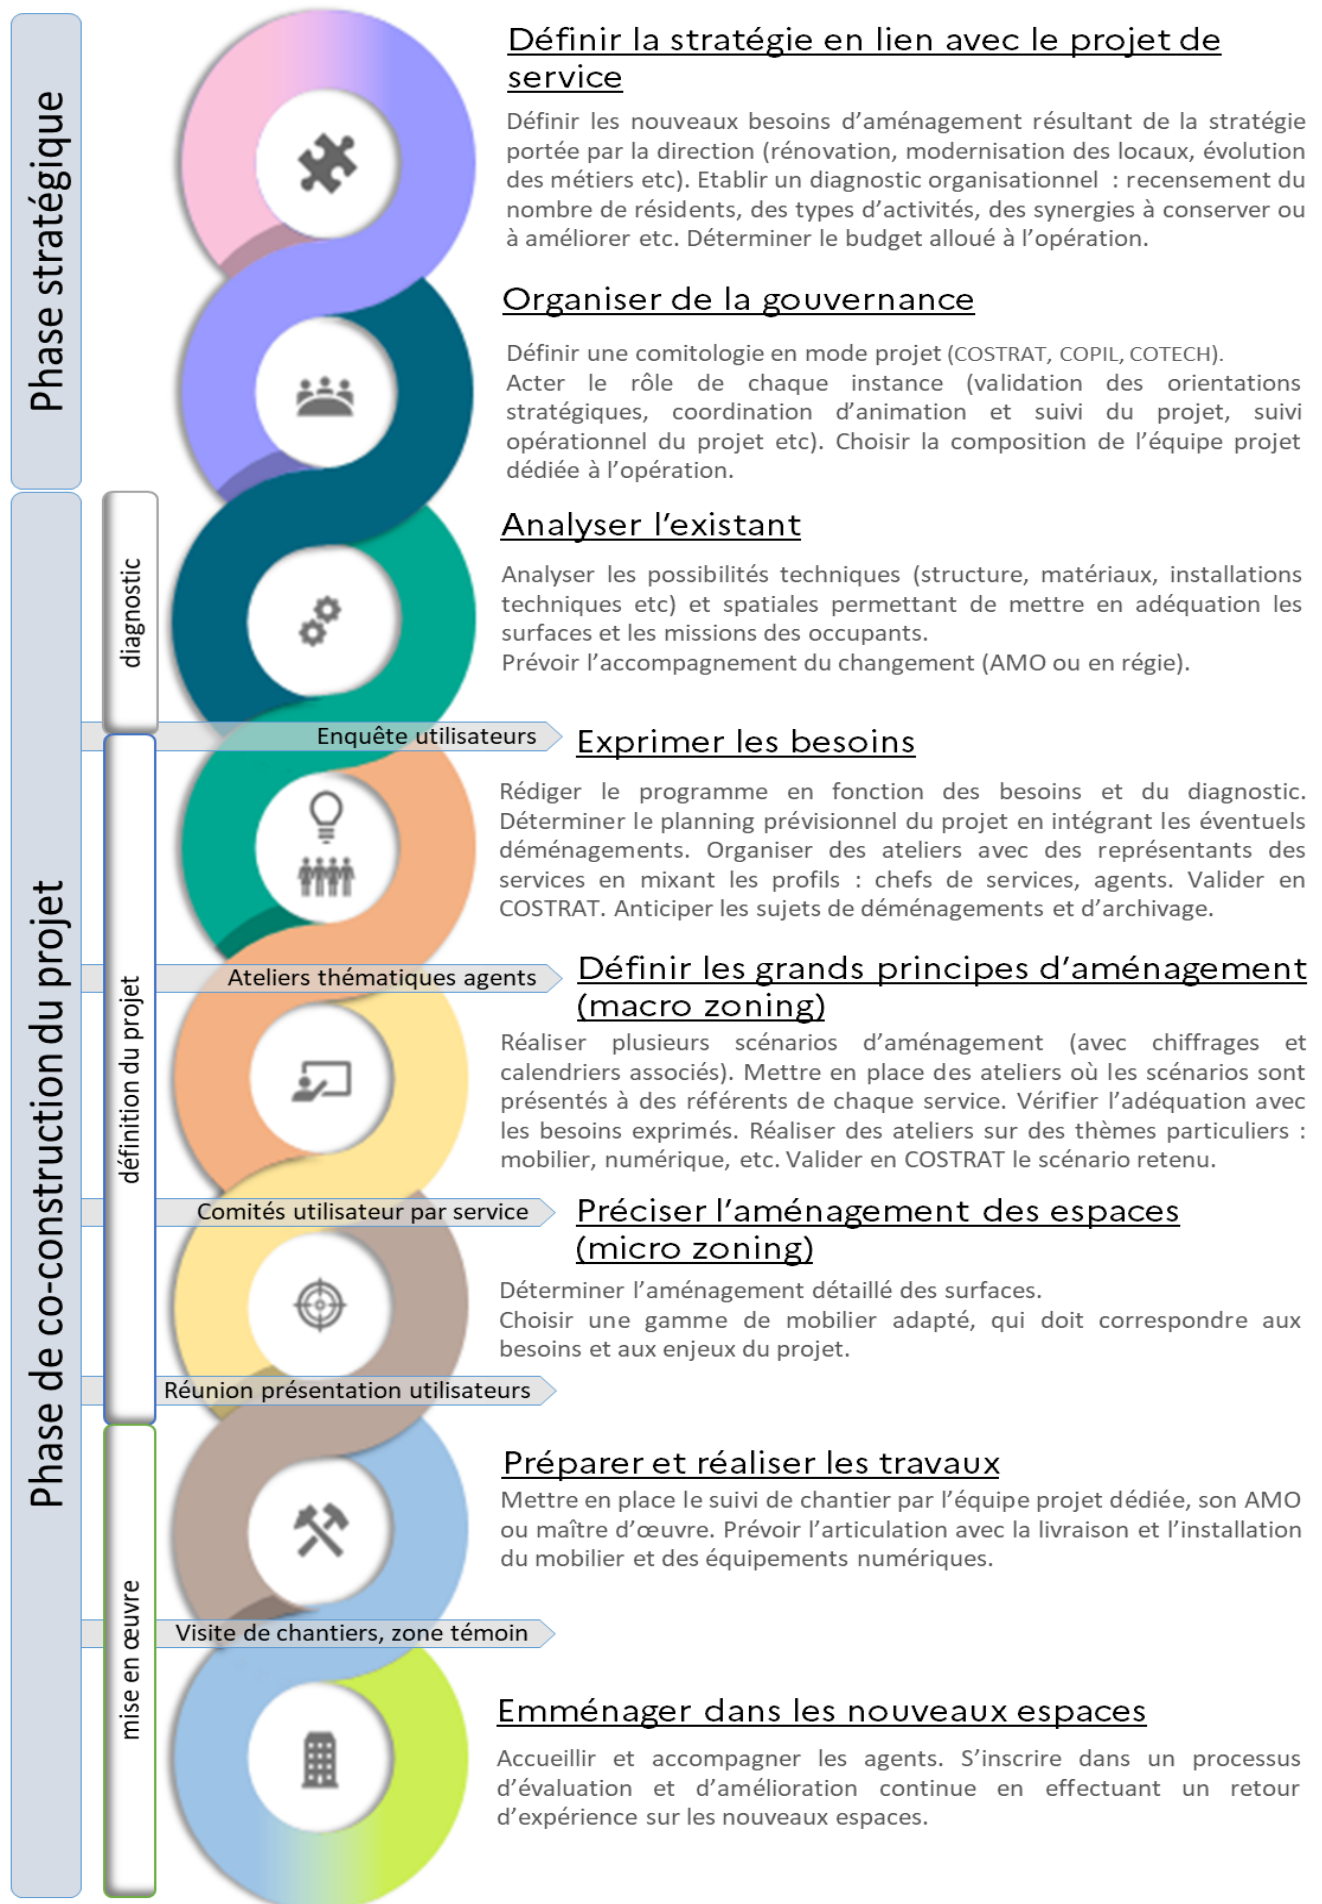 Phase stratégique
Définir la stratégie en lien avec le projet de
service
Définir les nouveaux besoins d’aménagement résultant de la stratégie
portée par la direction (rénovation, modernisation des locaux, évolution
des métiers etc). Etablir un diagnostic organisationnel : recensement du
nombre de résidents, des types d’activités, des synergies à conserver ou
à améliorer etc. Déterminer le budget alloué à l’opération.
Organiser de la gouvernance
Définir une comitologie en mode projet (COSTRAT, COPIL, COTECH).
Acter le rôle de chaque instance (validation des orientations
stratégiques, coordination d’animation et suivi du projet, suivi
opérationnel du projet etc). Choisir la composition de l’équipe projet
dédiée à l’opération.
Phase de co-construction du projet
diagnostic
Analyser l’existant
Analyser les possibilités techniques (structure, matériaux, installations
techniques etc) et spatiales permettant de mettre en adéquation les
surfaces et les missions des occupants.
Prévoir l’accompagnement du changement (AMO ou en régie).
définition du projet
Enquête utilisateurs
Exprimer les besoins
Rédiger le programme en fonction des besoins et du diagnostic.
Déterminer le planning prévisionnel du projet en intégrant les éventuels
déménagements. Organiser des ateliers avec des représentants des
services en mixant les profils : chefs de services, agents. Valider en
COSTRAT. Anticiper les sujets de déménagements et d’archivage.
Ateliers thématiques agents
Définir les grands principes d’aménagement
(macro zoning)
Réaliser plusieurs scénarios d’aménagement (avec chiffrages et
calendriers associés). Mettre en place des ateliers où les scénarios sont
présentés à des référents de chaque service. Vérifier l’adéquation avec
les besoins exprimés. Réaliser des ateliers sur des thèmes particuliers :
mobilier, numérique, etc. Valider en COSTRAT le scénario retenu.
Comités utilisateur par service
Préciser l’aménagement des espaces
(micro zoning)
Déterminer l’aménagement détaillé des surfaces.
Choisir une gamme de mobilier adapté, qui doit correspondre aux
besoins et aux enjeux du projet.
Réunion présentation utilisateurs
mise en œuvre
Préparer et réaliser les travaux
Mettre en place le suivi de chantier par l’équipe projet dédiée, son AMO
ou maître d’œuvre. Prévoir l’articulation avec la livraison et l’installation
du mobilier et des équipements numériques.
Visite de chantiers, zone témoin
Emménager dans les nouveaux espaces
Accueillir et accompagner les agents. S’inscrire dans un processus
d’évaluation et d’amélioration continue en effectuant un retour
d’expérience sur les nouveaux espaces.